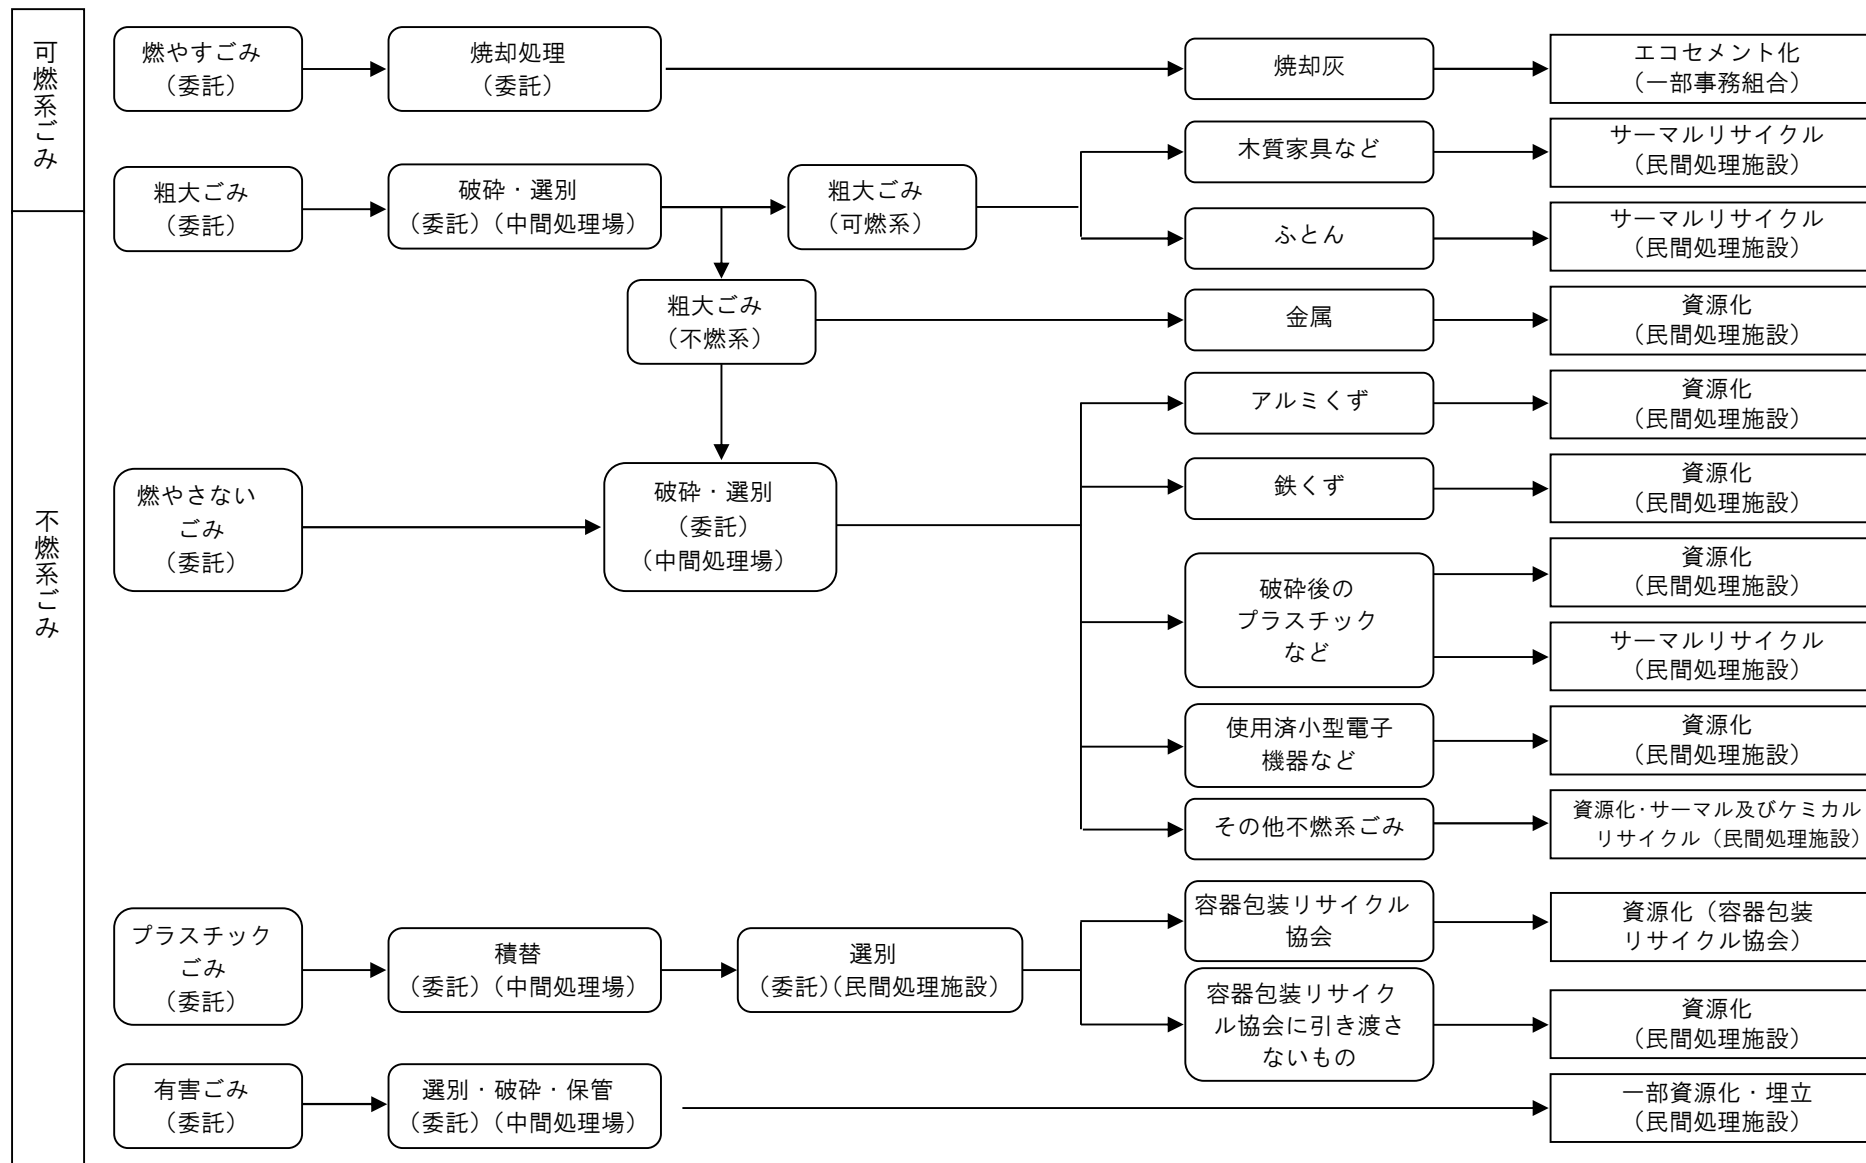 可燃系ごみ
燃やすごみ
（委託）
焼却処理
（委託）
焼却灰
エコセメント化
（一部事務組合）
粗大ごみ
（委託）
破砕・選別
（委託）（中間処理場）
粗大ごみ
（可燃系）
木質家具など
サーマルリサイクル
（民間処理施設）
ふとん
サーマルリサイクル
（民間処理施設）
不燃系ごみ
粗大ごみ
（不燃系）
金属
資源化
（民間処理施設）
燃やさない
ごみ
（委託）
破砕・選別
（委託）
（中間処理場）
アルミくず
資源化
（民間処理施設）
鉄くず
資源化
（民間処理施設）
破砕後の
プラスチック
など
資源化
（民間処理施設）
サーマルリサイクル
（民間処理施設）
使用済小型電子
機器など
資源化
（民間処理施設）
その他不燃系ごみ
資源化・サーマル及びケミカル
リサイクル（民間処理施設）
プラスチック
ごみ
（委託）
積替
（委託）（中間処理場）
選別
（委託）（民間処理施設）
容器包装リサイクル
協会
資源化（容器包装
リサイクル協会）
容器包装リサイク
ル協会に引き渡さ
ないもの
資源化
（民間処理施設）
有害ごみ
（委託）
選別・破砕・保管
（委託）（中間処理場）
一部資源化・埋立
（民間処理施設）